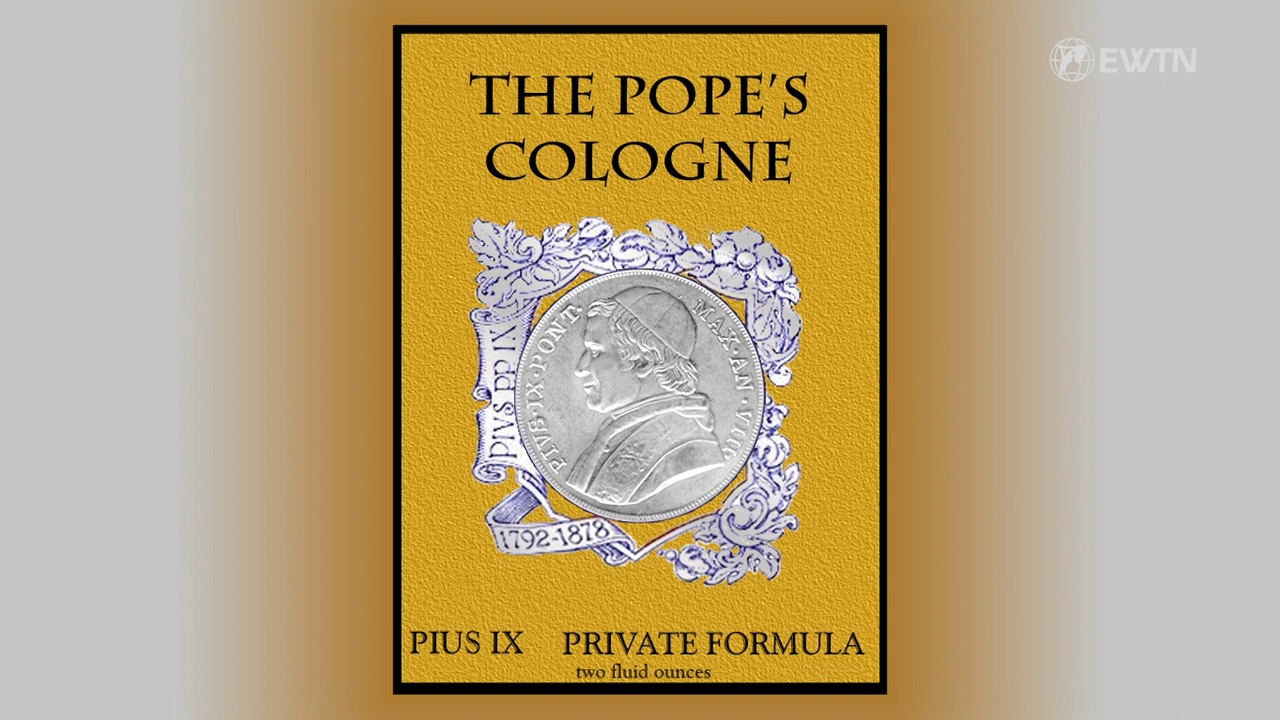 EWTN
THE POPE'S
COLOGNE
PIVS·IX·PONT·
MAX·AN·VIII·
PIVS PP IX
1792-1878
PIUS IX PRIVATE FORMULA
two fluid ounces